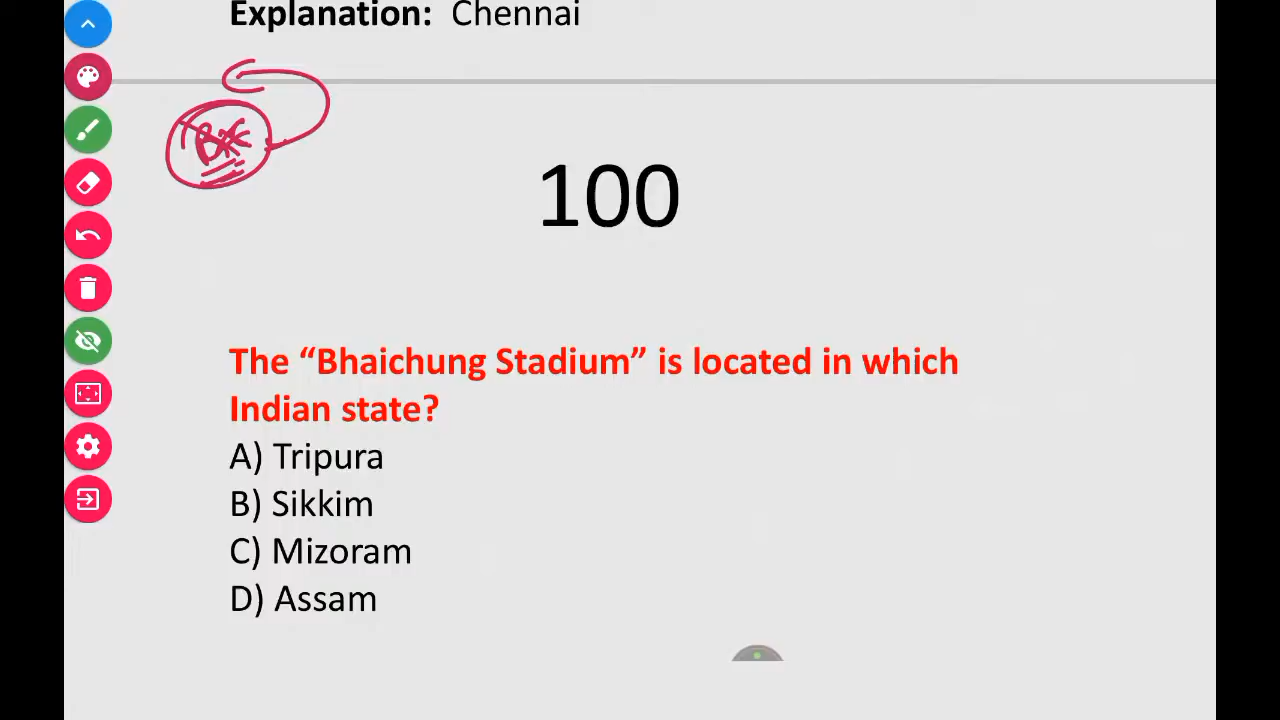 Explanation: Chennai
100
The “Bhaichung Stadium” is located in which
Indian state?
A) Tripura
B) Sikkim
C) Mizoram
D) Assam